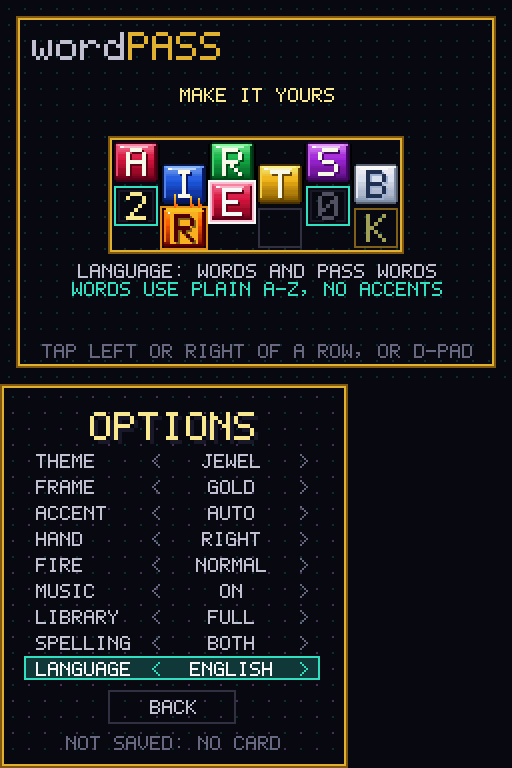 wordPASS
MAKE IT YOURS
A I R T S B
2 R E 0 K
LANGUAGE: WORDS AND PASS WORDS
WORDS USE PLAIN A-Z, NO ACCENTS
TAP LEFT OR RIGHT OF A ROW, OR D-PAD
OPTIONS
THEME < JEWEL >
FRAME < GOLD >
ACCENT < AUTO >
HAND < RIGHT >
FIRE < NORMAL >
MUSIC < ON >
LIBRARY < FULL >
SPELLING < BOTH >
LANGUAGE < ENGLISH >
BACK
NOT SAVED: NO CARD